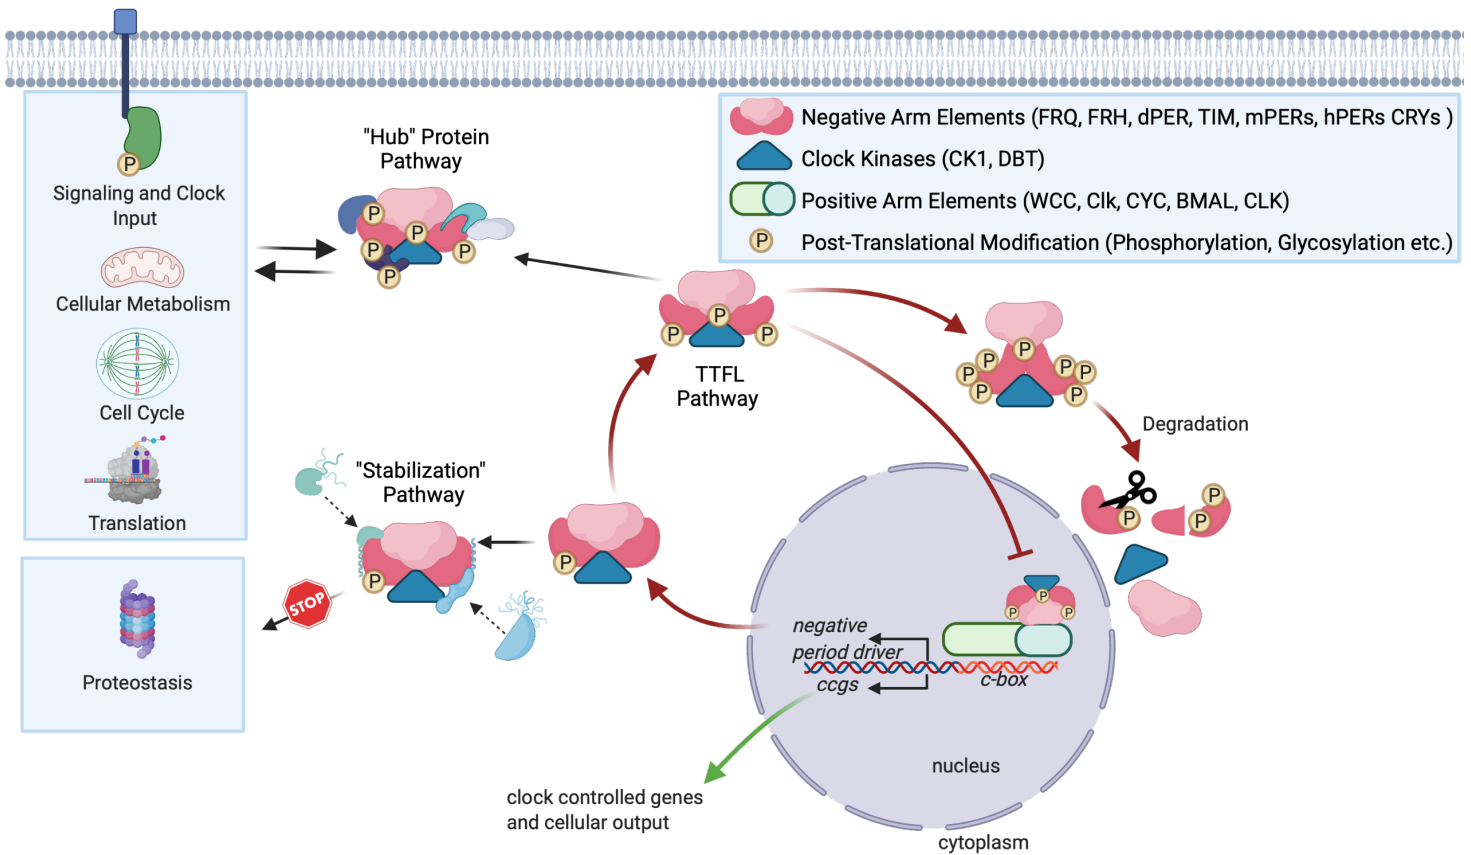 P
Signaling and Clock
Input
Cellular Metabolism
Cell Cycle
Translation
Proteostasis
"Hub" Protein
Pathway
P
P
P
P
P
Negative Arm Elements (FRQ, FRH, dPER, TIM, mPERs, hPERs CRYs )
Clock Kinases (CK1, DBT)
Positive Arm Elements (WCC, Clk, CYC, BMAL, CLK)
P
Post-Translational Modification (Phosphorylation, Glycosylation etc.)
P
P
P
TTFL
Pathway
P
P
P
P
P
P
P
Degradation
P
P
P
"Stabilization"
Pathway
P
STOP
P
P
P
P
negative
period driver
ccgs
c-box
nucleus
clock controlled genes
and cellular output
cytoplasm